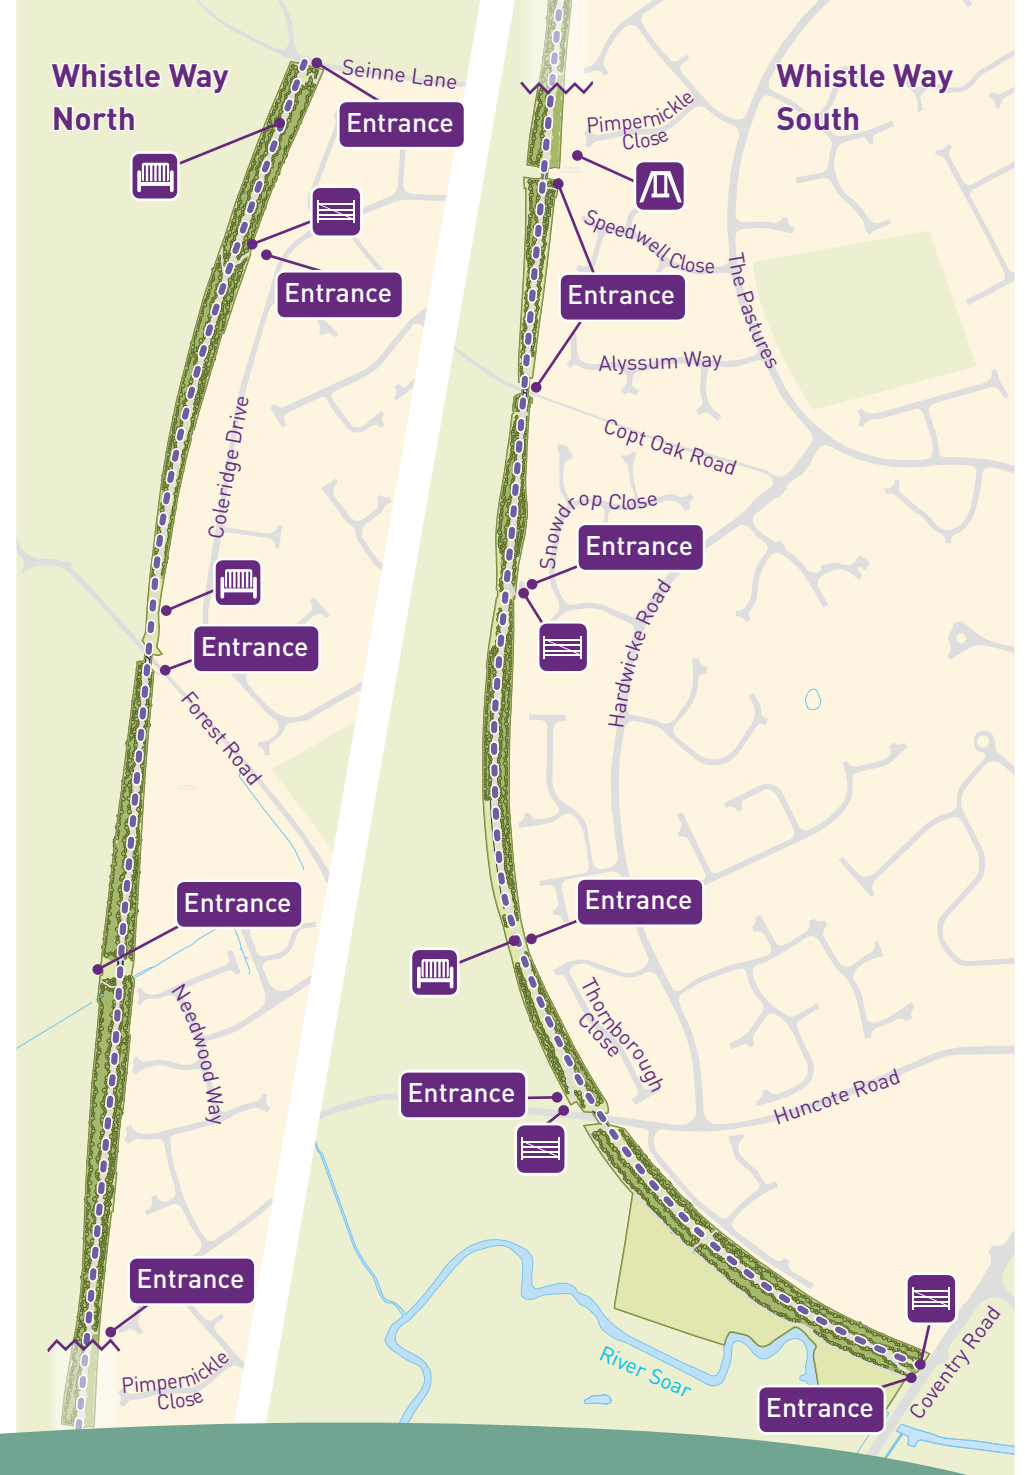 Whistle Way
North
Seinne Lane
Entrance
Entrance
Coleridge Drive
Entrance
Forest Road
Entrance
Needwood Way
Entrance
Pimpernickle
Close
Whistle Way
South
Pimpernickle
Close
Speedwell Close
The Pastures
Entrance
Alyssum Way
Copt Oak Road
Snowdrop Close
Entrance
Hardwicke Road
Entrance
Thornborough
Close
Entrance
Huncote Road
River Soar
Coventry Road
Entrance